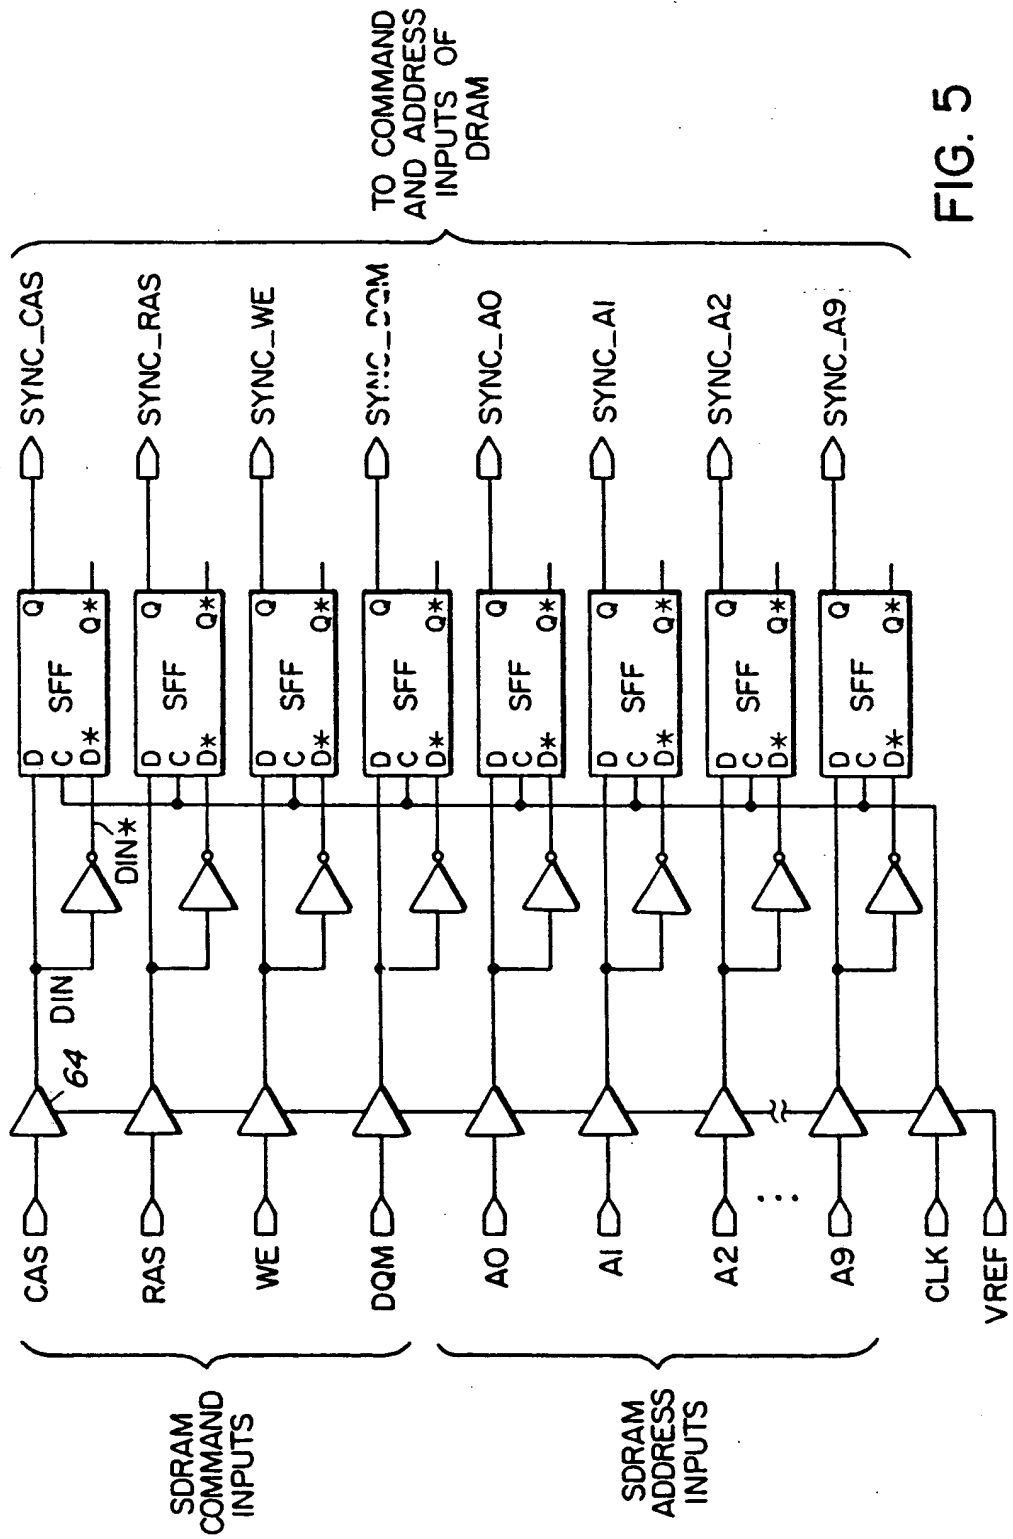 SDRAM
COMMAND
INPUTS
SDRAM
ADDRESS
INPUTS
CAS
RAS
WE
DQM
A0
A1
A2
...
A9
CLK
VREF
64
DIN
DIN*
D
C
D*
SFF
Q
Q*
D
C
D*
SFF
Q
Q*
D
C
D*
SFF
Q
Q*
D
C
D*
SFF
Q
Q*
D
C
D*
SFF
Q
Q*
D
C
D*
SFF
Q
Q*
D
C
D*
SFF
Q
Q*
D
C
D*
SFF
Q
Q*
SYNC_CAS
SYNC_RAS
SYNC_WE
SYNC_DQM
SYNC_A0
SYNC_A1
SYNC_A2
SYNC_A9
TO COMMAND
AND ADDRESS
INPUTS OF
DRAM
FIG. 5